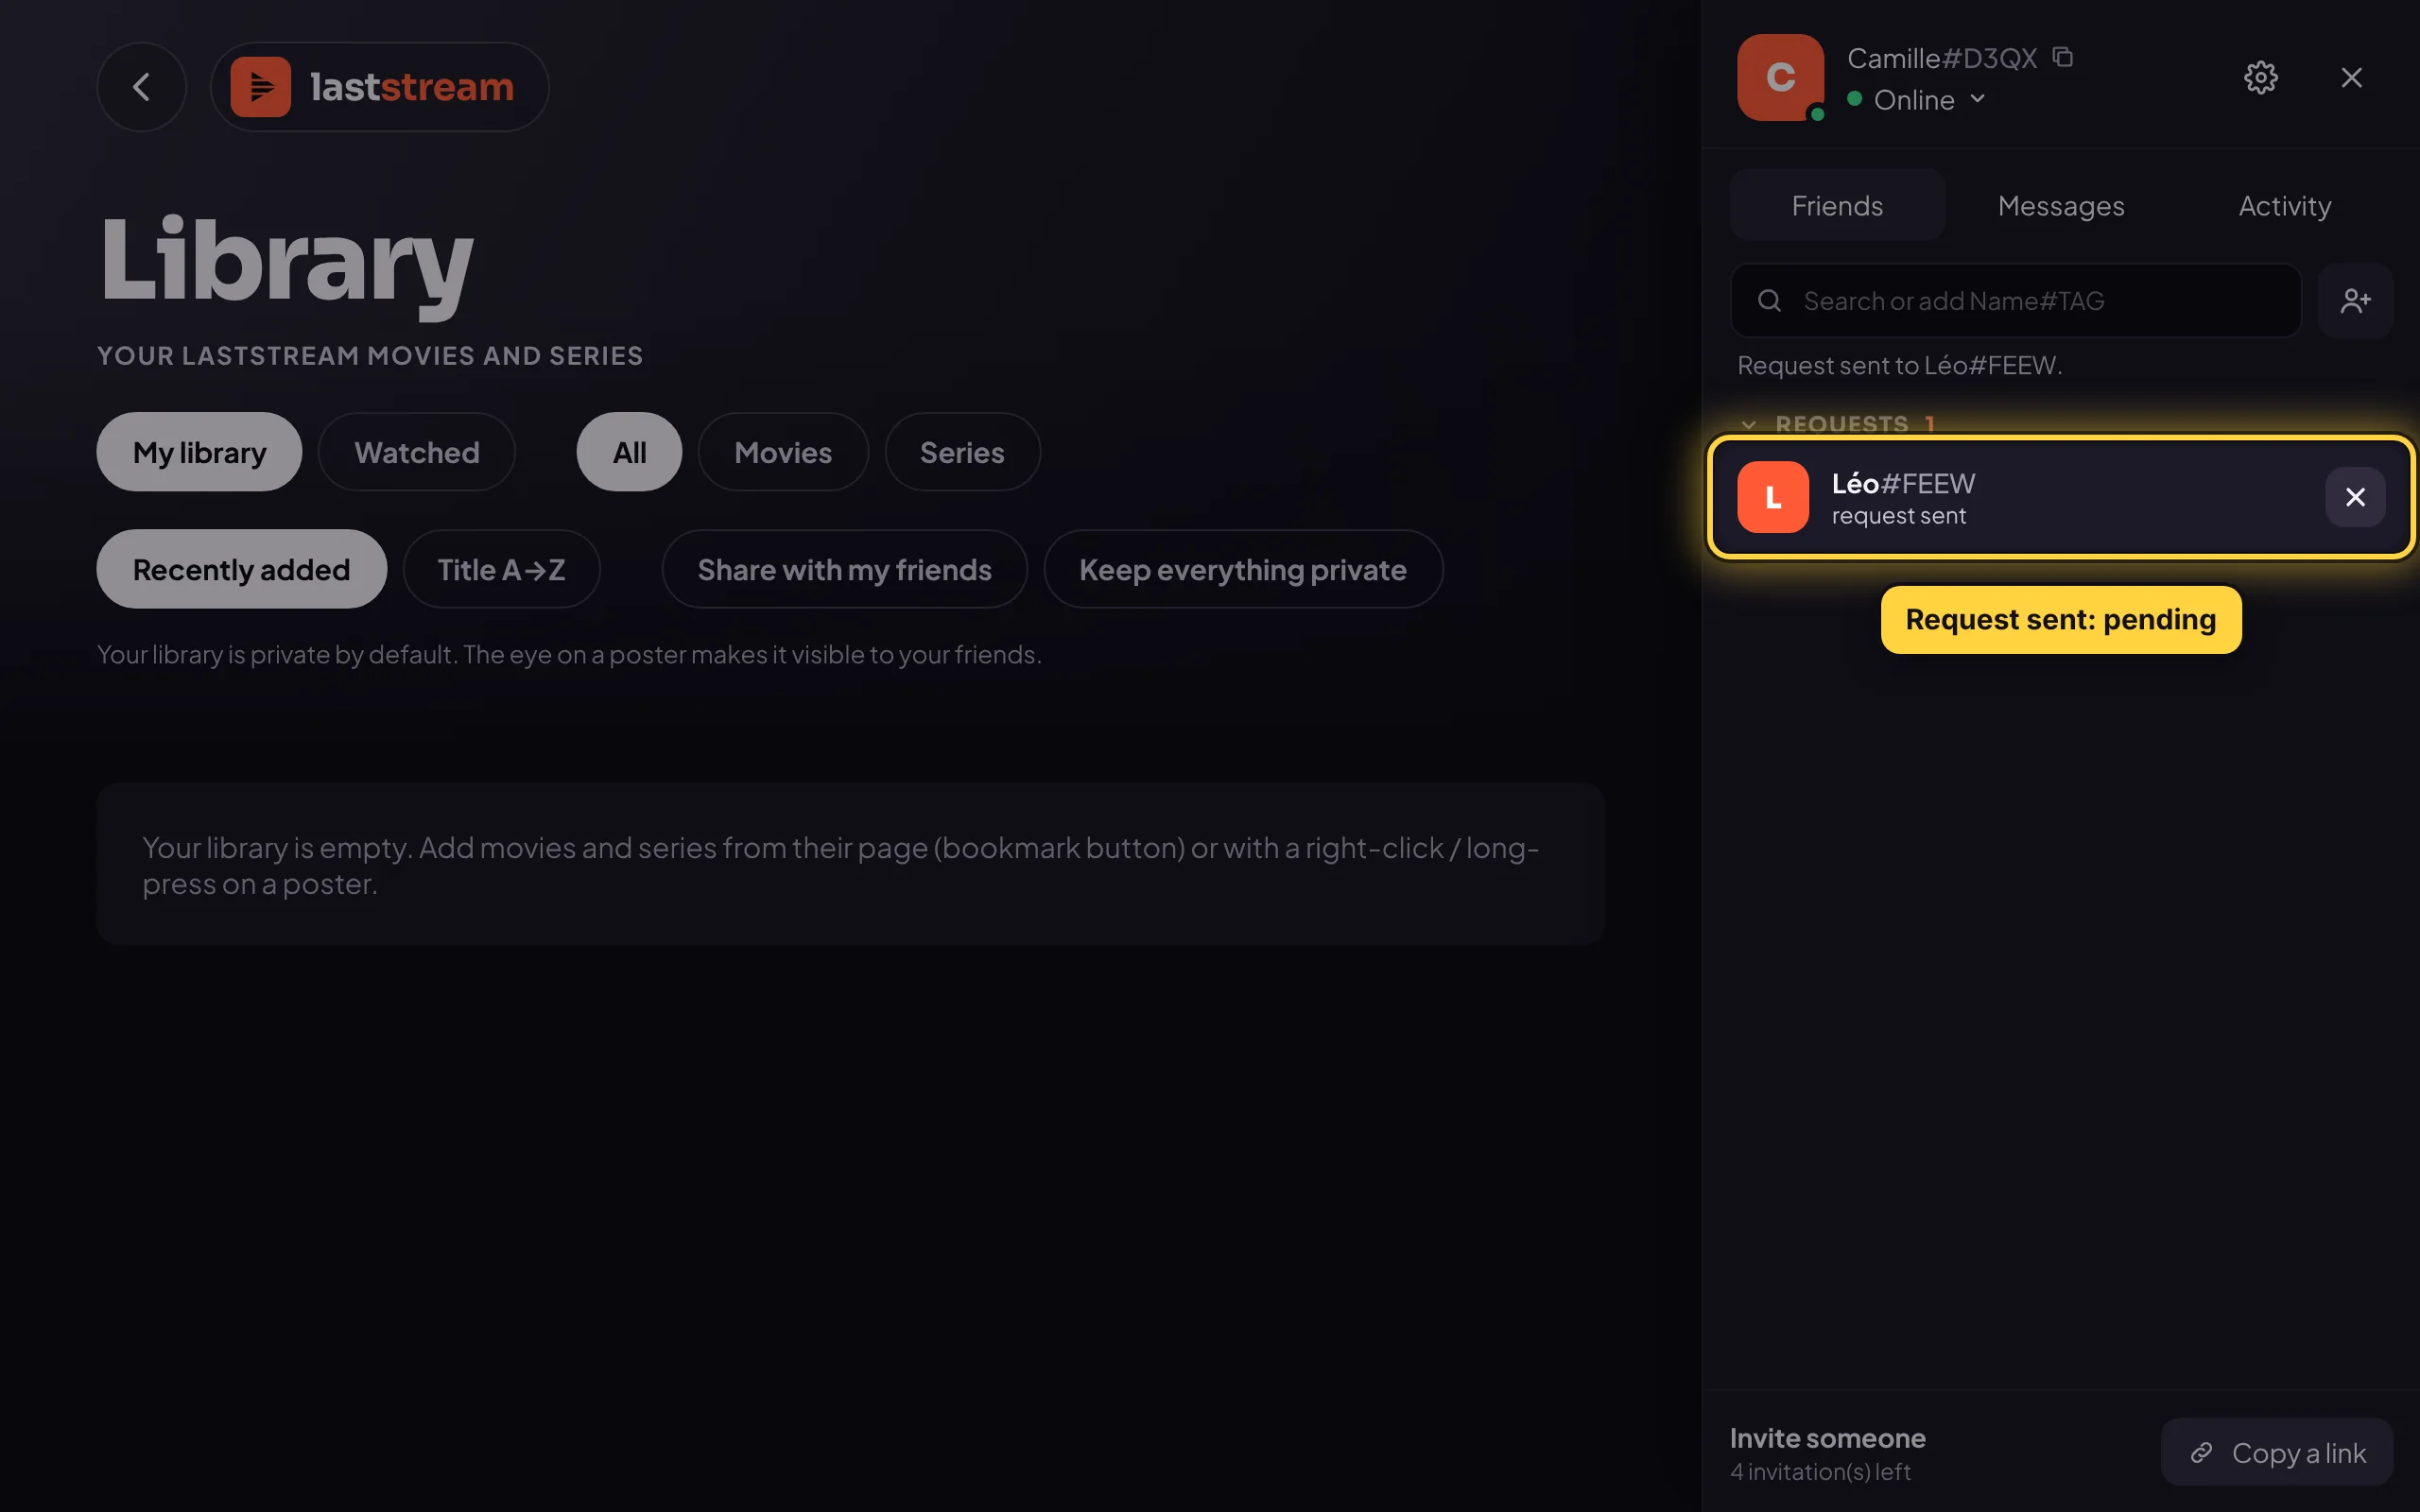 laststream
Library
YOUR LASTSTREAM MOVIES AND SERIES
My library
Watched
All
Movies
Series
Recently added
Title A→Z
Share with my friends
Keep everything private
Your library is private by default. The eye on a poster makes it visible to your friends.
Your library is empty. Add movies and series from their page (bookmark button) or with a right-click / long-
press on a poster.
C
Camille#D3QX
Online
Friends
Messages
Activity
Search or add Name#TAG
Request sent to Léo#FEEW.
REQUESTS 1
L
Léo#FEEW
request sent
Request sent: pending
Invite someone
4 invitation(s) left
Copy a link